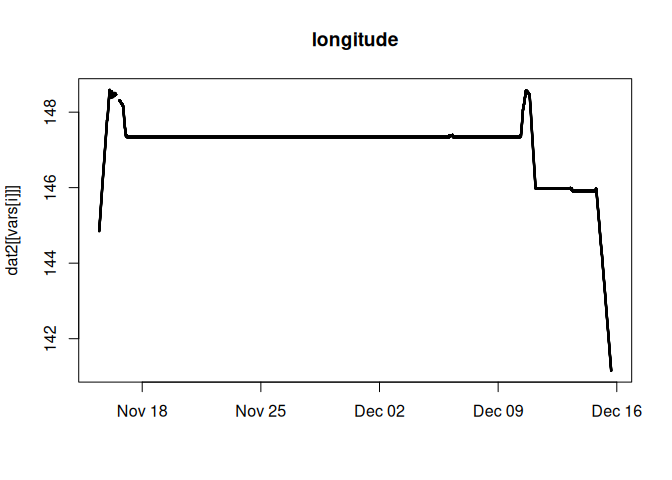 longitude
dat2[[vars[i]]]
148
146
144
142
Nov 18
Nov 25
Dec 02
Dec 09
Dec 16